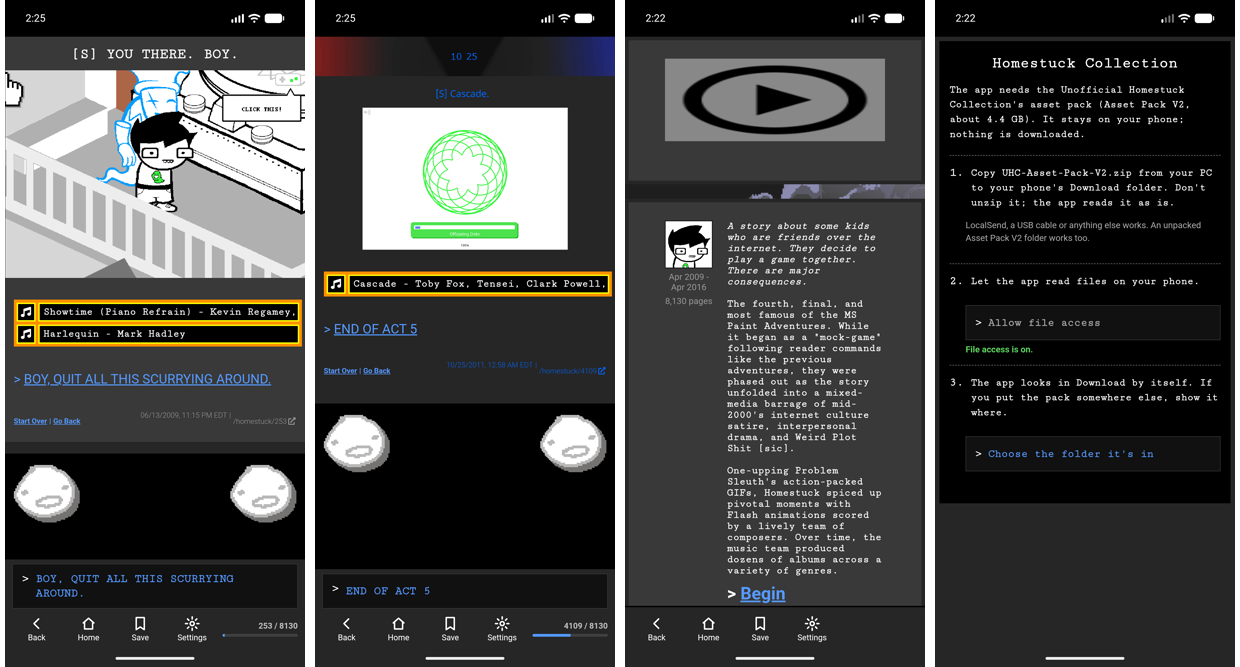 2:25
[S] YOU THERE. BOY.
CLICK THIS!
Showtime (Piano Refrain) - Kevin Regamey,
Harlequin - Mark Hadley
> BOY, QUIT ALL THIS SCURRYING AROUND.
Start Over | Go Back
06/13/2009, 11:15 PM EDT |
/homestuck/253
> BOY, QUIT ALL THIS SCURRYING
AROUND.
Back
Home
Save
Settings
253 / 8130
2:25
10 25
[S] Cascade.
Cascade - Toby Fox, Tensei, Clark Powell,
> END OF ACT 5
Start Over | Go Back
10/25/2011, 12:58 AM EDT |
/homestuck/4109
> END OF ACT 5
Back
Home
Save
Settings
4109 / 8130
2:22
A story about some kids
who are friends over the
internet. They decide to
play a game together.
There are major
consequences.
Apr 2009 -
Apr 2016
8,130 pages
The fourth, final, and
most famous of the MS
Paint Adventures. While
it began as a "mock-game"
following reader commands
like the previous
adventures, they were
phased out as the story
unfolded into a mixed-
media barrage of mid-
2000's internet culture
satire, interpersonal
drama, and Weird Plot
Shit [sic].
One-upping Problem
Sleuth's action-packed
GIFs, Homestuck spiced up
pivotal moments with
Flash animations scored
by a lively team of
composers. Over time, the
music team produced
dozens of albums across a
variety of genres.
> Begin
Back
Home
Save
Settings
2:22
Homestuck Collection
The app needs the Unofficial Homestuck
Collection's asset pack (Asset Pack V2,
about 4.4 GB). It stays on your phone;
nothing is downloaded.
1. Copy UHC-Asset-Pack-V2.zip from your PC
to your phone's Download folder. Don't
unzip it; the app reads it as is.
LocalSend, a USB cable or anything else works. An unpacked
Asset Pack V2 folder works too.
2. Let the app read files on your phone.
> Allow file access
File access is on.
3. The app looks in Download by itself. If
you put the pack somewhere else, show it
where.
> Choose the folder it's in